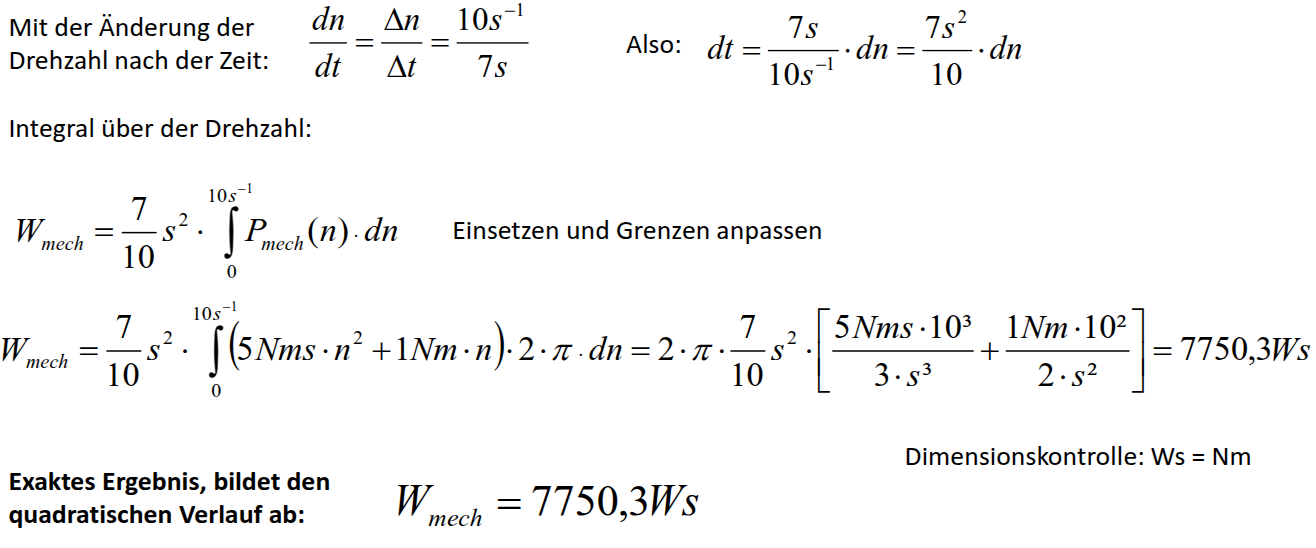 Mit der Änderung der
Drehzahl nach der Zeit:
dn/dt = Δn/Δt = 10s⁻¹/7s
Also: dt = 7s/10s⁻¹ · dn = 7s²/10 · dn
Integral über der Drehzahl:
W_mech = 7/10 s² · ∫₀^(10s⁻¹) P_mech(n) · dn
Einsetzen und Grenzen anpassen
W_mech = 7/10 s² · ∫₀^(10s⁻¹) (5Nms · n² + 1Nm · n) · 2 · π · dn = 2 · π · 7/10 s² · [5Nms · 10³/3 · s³ + 1Nm · 10²/2 · s²] = 7750,3Ws
Dimensionskontrolle: Ws = Nm
Exaktes Ergebnis, bildet den
quadratischen Verlauf ab:
W_mech = 7750,3Ws